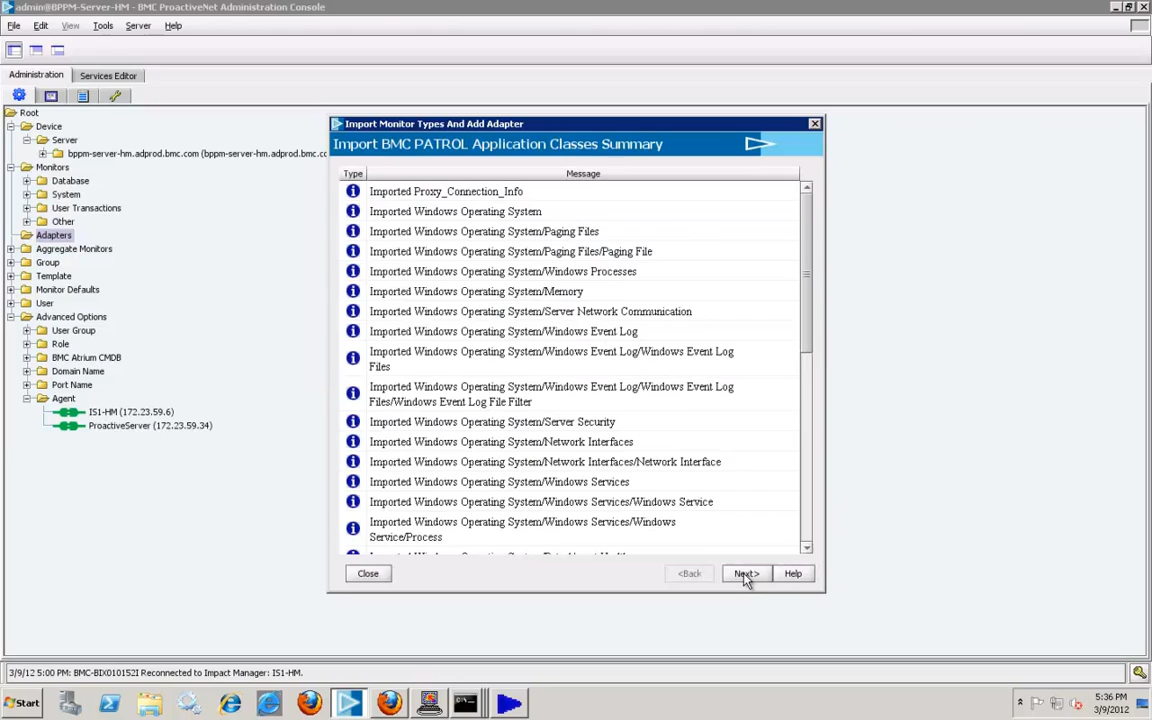 admin@BPPM-Server-HM - BMC ProactiveNet Administration Console
File Edit View Tools Server Help
Administration Services Editor
Root
Device
Server
bppm-server-hm.adprod.bmc.com (bppm-server-hm.adprod.bmc.cc
Monitors
Database
System
User Transactions
Other
Adapters
Aggregate Monitors
Group
Template
Monitor Defaults
User
Advanced Options
User Group
Role
BMC Atrium CMDB
Domain Name
Port Name
Agent
IS1-HM (172.23.59.6)
ProactiveServer (172.23.59.34)
Import Monitor Types And Add Adapter
Import BMC PATROL Application Classes Summary
Type Message
Imported Proxy_Connection_Info
Imported Windows Operating System
Imported Windows Operating System/Paging Files
Imported Windows Operating System/Paging Files/Paging File
Imported Windows Operating System/Windows Processes
Imported Windows Operating System/Memory
Imported Windows Operating System/Server Network Communication
Imported Windows Operating System/Windows Event Log
Imported Windows Operating System/Windows Event Log/Windows Event Log
Files
Imported Windows Operating System/Windows Event Log/Windows Event Log
Files/Windows Event Log File Filter
Imported Windows Operating System/Server Security
Imported Windows Operating System/Network Interfaces
Imported Windows Operating System/Network Interfaces/Network Interface
Imported Windows Operating System/Windows Services
Imported Windows Operating System/Windows Services/Windows Service
Imported Windows Operating System/Windows Services/Windows
Service/Process
Close <Back Next> Help
3/9/12 5:00 PM: BMC-BIX010152I Reconnected to Impact Manager: IS1-HM.
Start
5:36 PM
3/9/2012